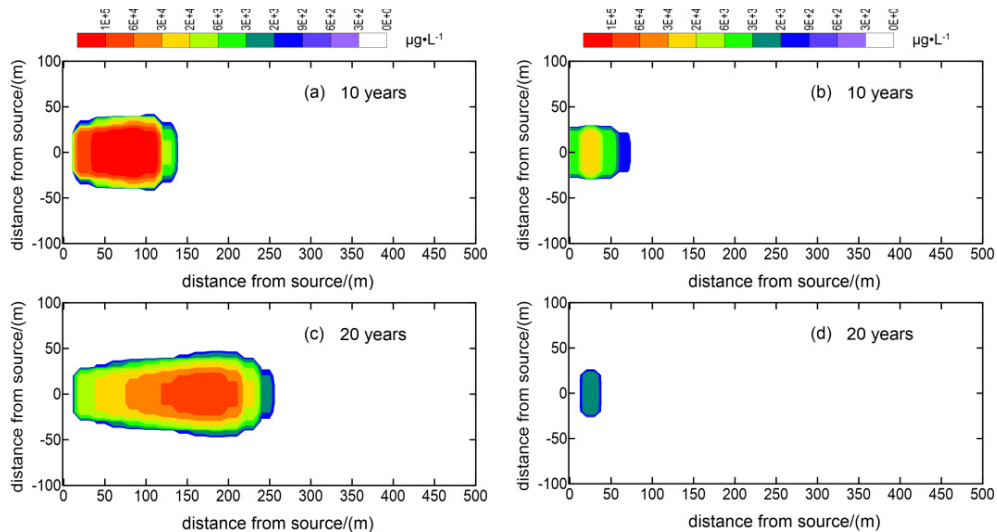 1E+5 6E+4 3E+4 2E+4 6E+3 3E+3 2E+3 9E+2 6E+2 3E+2 0E+0 µg•L⁻¹
100
50
0
-50
-100
distance from source/(m)
(a) 10 years
0 50 100 150 200 250 300 350 400 450 500
distance from source/(m)
1E+5 6E+4 3E+4 2E+4 6E+3 3E+3 2E+3 9E+2 6E+2 3E+2 0E+0 µg•L⁻¹
100
50
0
-50
-100
distance from source/(m)
(b) 10 years
0 50 100 150 200 250 300 350 400 450 500
distance from source/(m)
100
50
0
-50
-100
distance from source/(m)
(c) 20 years
0 50 100 150 200 250 300 350 400 450 500
distance from source/(m)
100
50
0
-50
-100
distance from source/(m)
(d) 20 years
0 50 100 150 200 250 300 350 400 450 500
distance from source/(m)